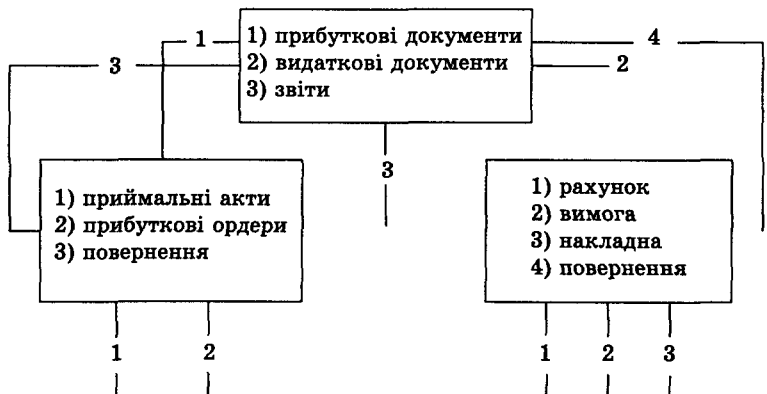 1
1) прибуткові документи
4
3
2) видаткові документи
2
3) звіти
3
1) приймальні акти
2) прибуткові ордери
3) повернення
1) рахунок
2) вимога
3) накладна
4) повернення
1 2
1 2 3